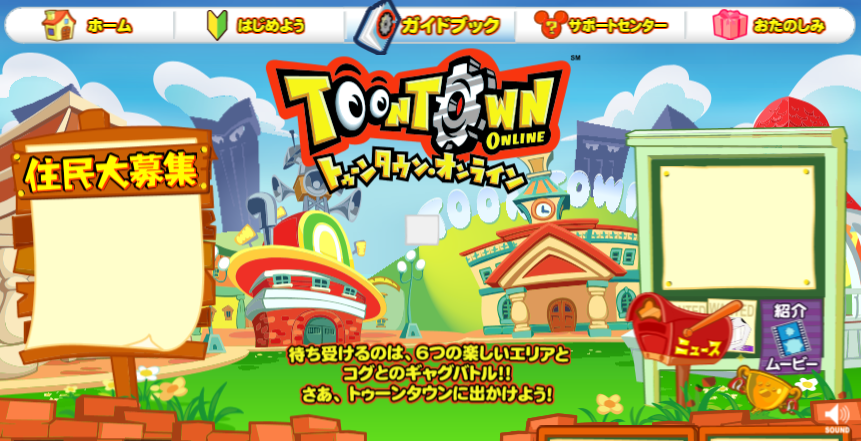 ホーム
はじめよう
ガイドブック
?
サポートセンター
おたのしみ
TOONTOWN
SM
ONLINE
トゥーンタウン・オンライン
住民大募集
TOONTOWN
紹介
ムービー
ニュース
待ち受けるのは、6つの楽しいエリアと
コグとのギャグバトル!!
さあ、トゥーンタウンに出かけよう!
SOUND